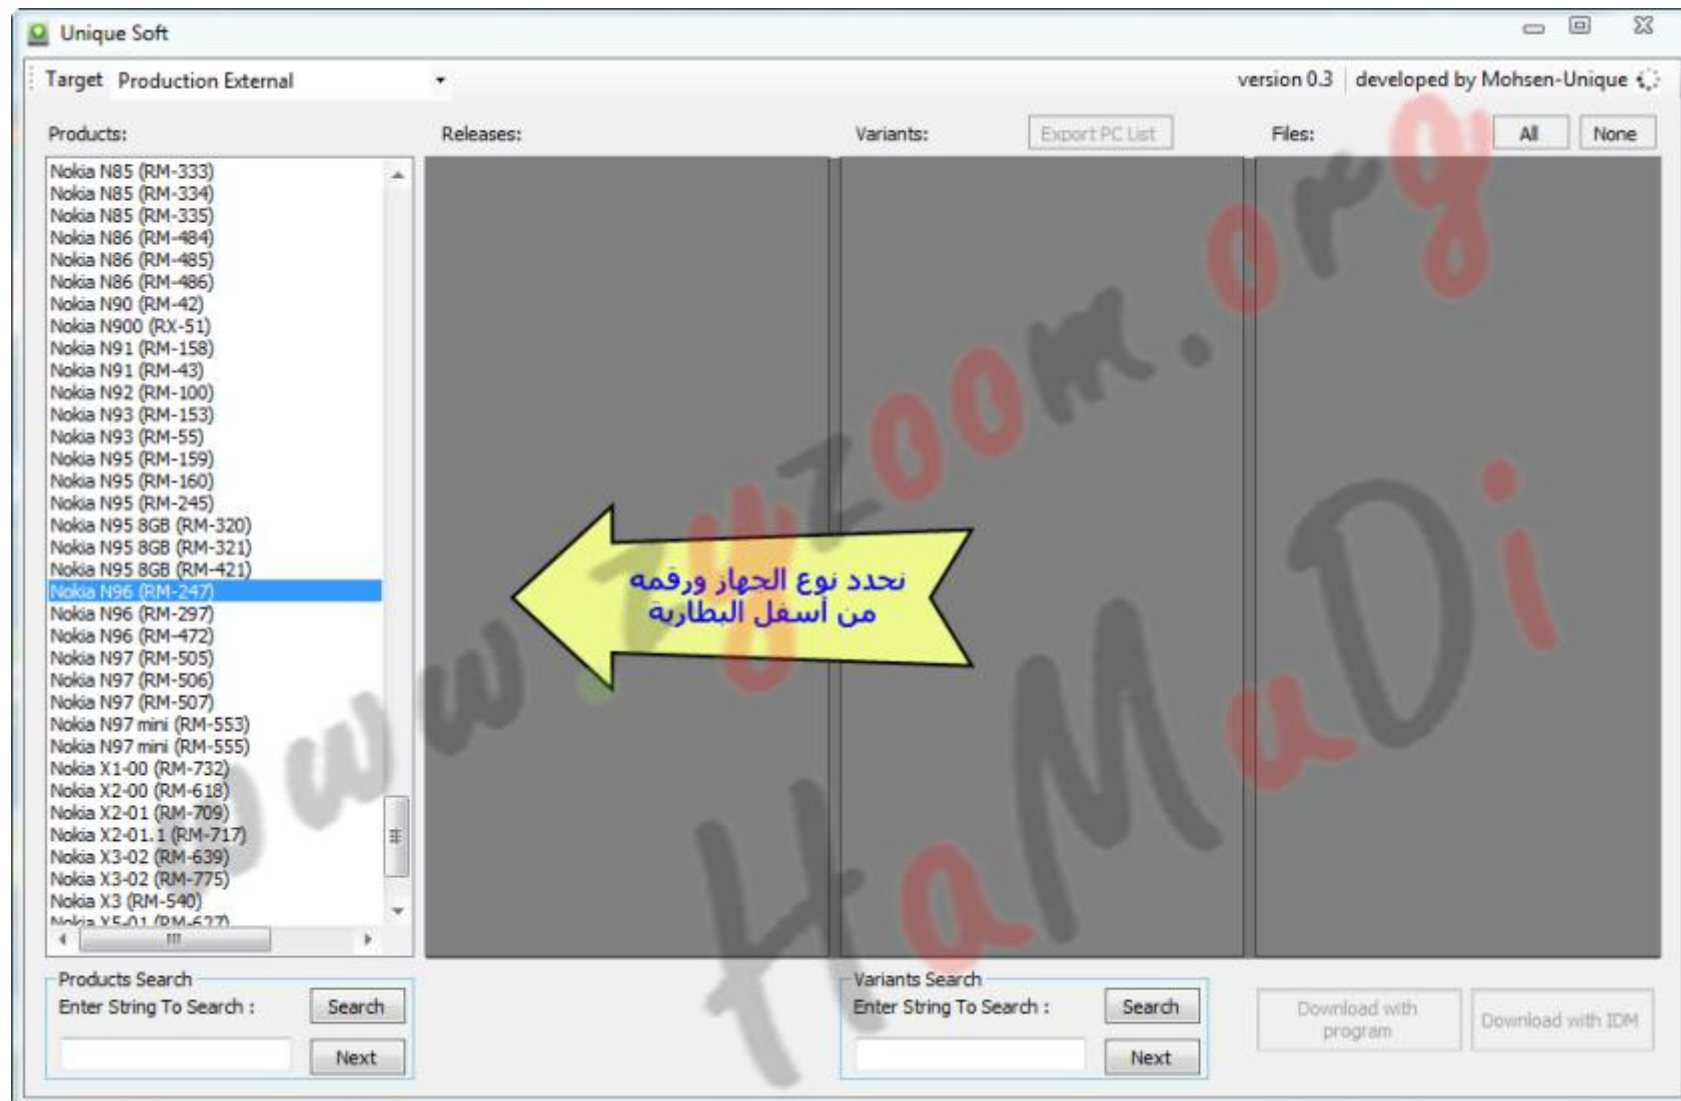 Unique Soft
Target Production External
version 0.3 developed by Mohsen-Unique
Products:
Releases:
Variants:
Export PC List
Files:
All
None
Nokia N85 (RM-333)
Nokia N85 (RM-334)
Nokia N85 (RM-335)
Nokia N86 (RM-484)
Nokia N86 (RM-485)
Nokia N86 (RM-486)
Nokia N90 (RM-42)
Nokia N900 (RX-51)
Nokia N91 (RM-158)
Nokia N91 (RM-43)
Nokia N92 (RM-100)
Nokia N93 (RM-153)
Nokia N93 (RM-55)
Nokia N95 (RM-159)
Nokia N95 (RM-160)
Nokia N95 (RM-245)
Nokia N95 8GB (RM-320)
Nokia N95 8GB (RM-321)
Nokia N95 8GB (RM-421)
Nokia N96 (RM-247)
Nokia N96 (RM-297)
Nokia N96 (RM-472)
Nokia N97 (RM-505)
Nokia N97 (RM-506)
Nokia N97 (RM-507)
Nokia N97 mini (RM-553)
Nokia N97 mini (RM-555)
Nokia X1-00 (RM-732)
Nokia X2-00 (RM-618)
Nokia X2-01 (RM-709)
Nokia X2-01.1 (RM-717)
Nokia X3-02 (RM-639)
Nokia X3-02 (RM-775)
Nokia X3 (RM-540)
Nokia X5-01 (RM-627)
نحدد نوع الجهاز ورقمه
من أسفل البطارية
www.zyzoom.org
HaMaDi
Products Search
Enter String To Search :
Search
Next
Variants Search
Enter String To Search :
Search
Next
Download with
program
Download with IDM